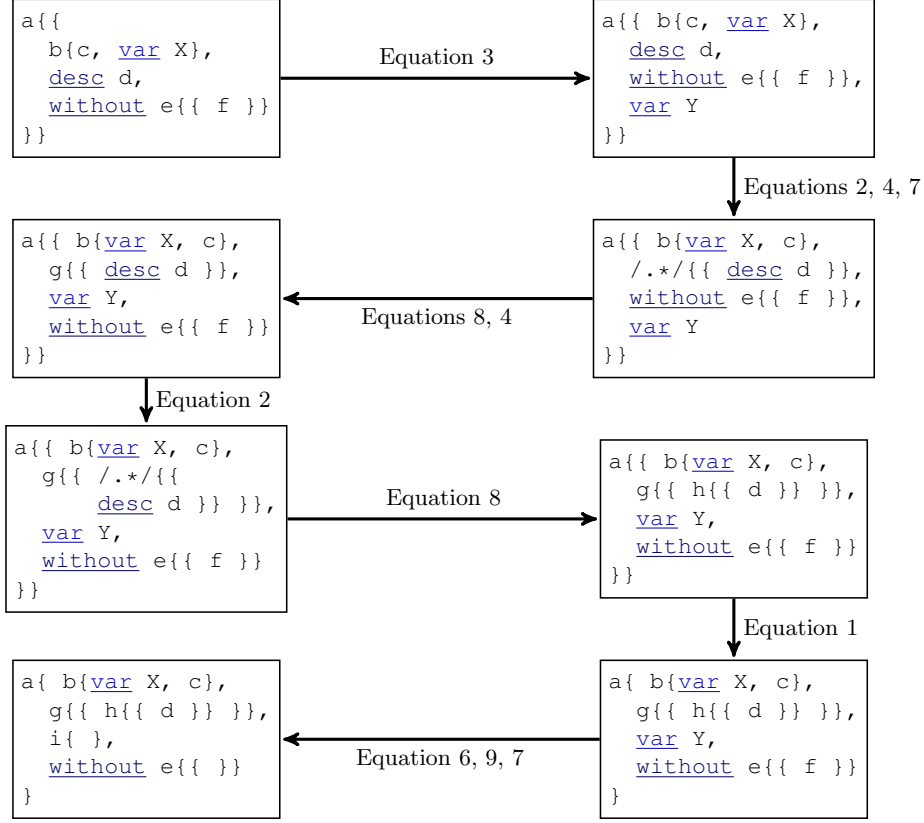 a{{
b{c, var X},
desc d,
without e{{ f }}
}}
Equation 3
a{{ b{c, var X},
desc d,
without e{{ f }},
var Y
}}
Equations 2, 4, 7
a{{ b{var X, c},
/.*/{{ desc d }},
without e{{ f }},
var Y
}}
Equations 8, 4
a{{ b{var X, c},
g{{ desc d }},
var Y,
without e{{ f }}
}}
Equation 2
a{{ b{var X, c},
g{{ /.*/{{
desc d }} }},
var Y,
without e{{ f }}
}}
Equation 8
a{{ b{var X, c},
g{{ h{{ d }} }},
var Y,
without e{{ f }}
}}
Equation 1
a{ b{var X, c},
g{{ h{{ d }} }},
var Y,
without e{{ f }}
}
Equation 6, 9, 7
a{ b{var X, c},
g{{ h{{ d }} }},
i{ },
without e{{ }}
}